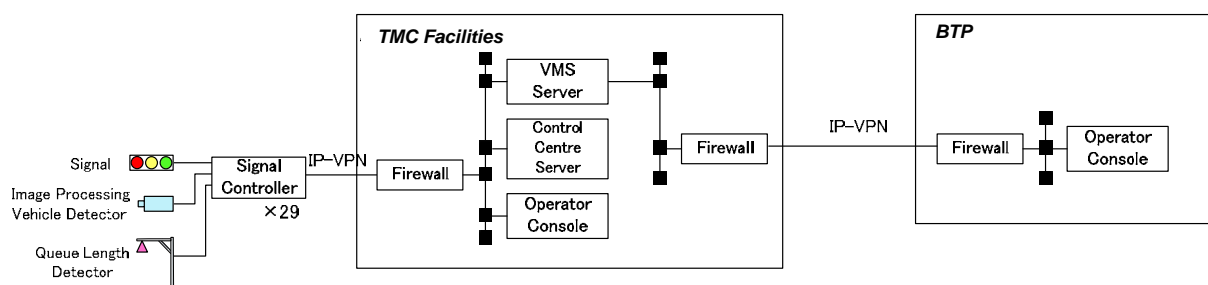 TMC Facilities
BTP
VMS
Server
Control
Centre
Server
Operator
Console
Firewall
Firewall
IP-VPN
IP-VPN
Firewall
Operator
Console
Signal
Image Processing
Vehicle Detector
Queue Length
Detector
Signal
Controller
×29